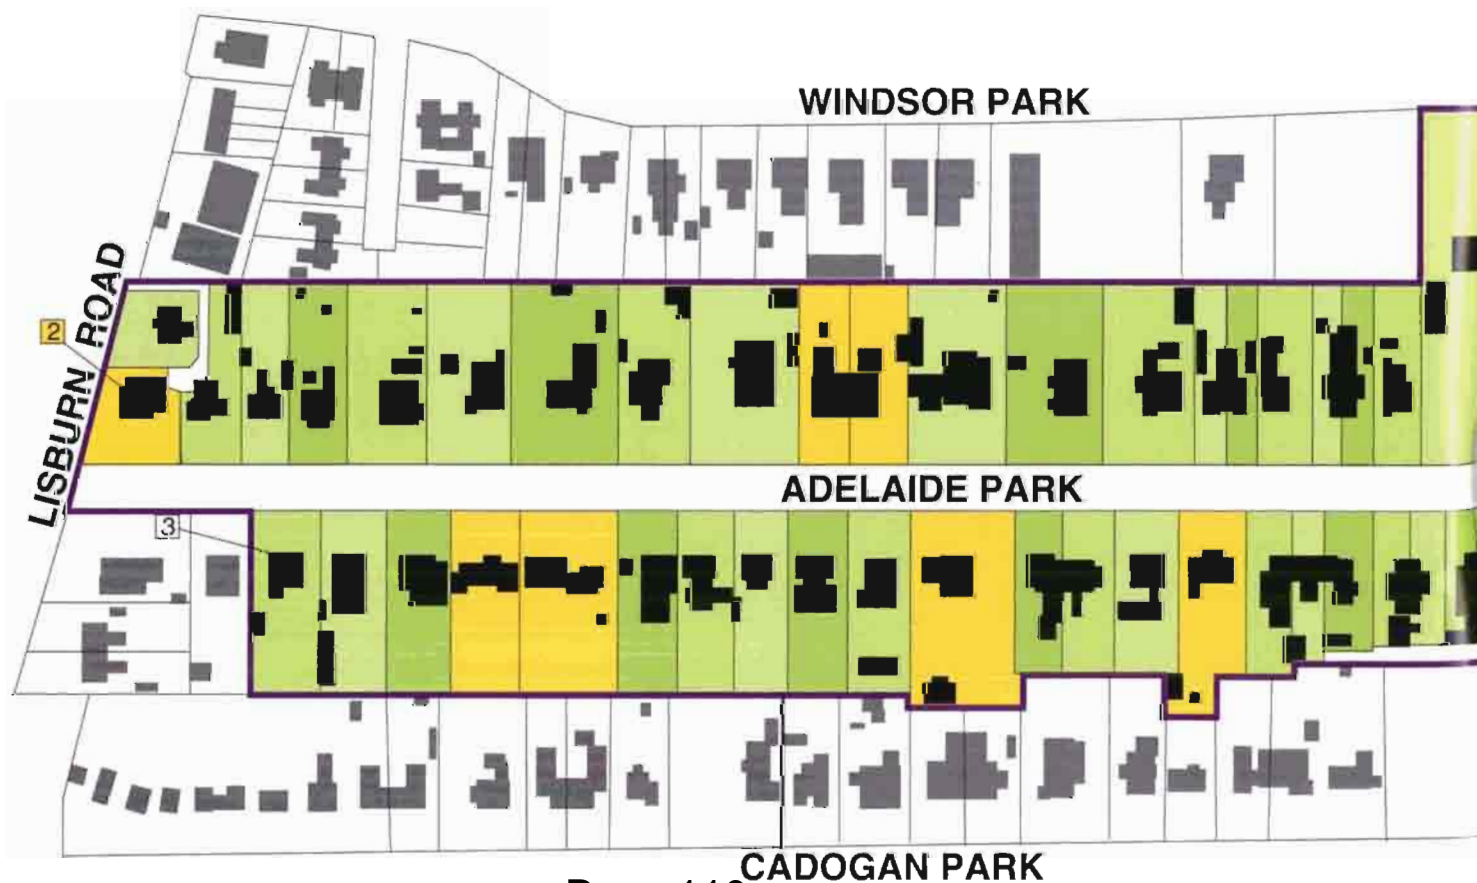 WINDSOR PARK
LISBURN ROAD
2
ADELAIDE PARK
3
CADOGAN PARK